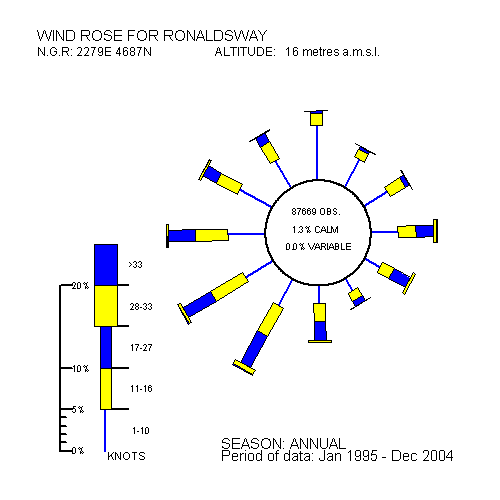 WIND ROSE FOR RONALDSWAY
N.G.R: 2279E 4687N ALTITUDE: 16 metres a.m.s.l.
87669 OBS.
1.3% CALM
0.0% VARIABLE
>33
20%
28-33
17-27
10%
11-16
5%
1-10
0%
KNOTS
SEASON: ANNUAL
Period of data: Jan 1995 - Dec 2004